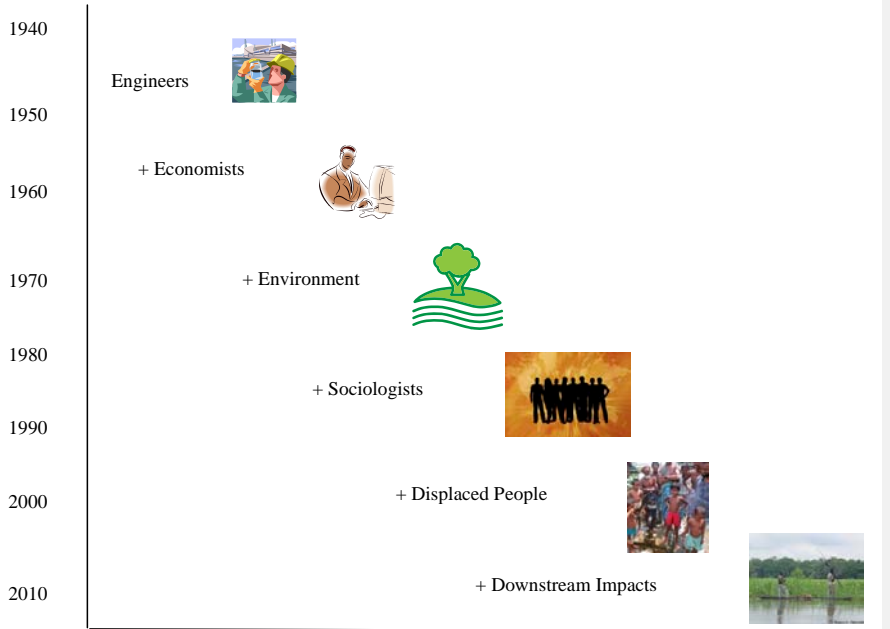 1940
Engineers
1950
+ Economists
1960
+ Environment
1970
1980
+ Sociologists
1990
+ Displaced People
2000
+ Downstream Impacts
2010